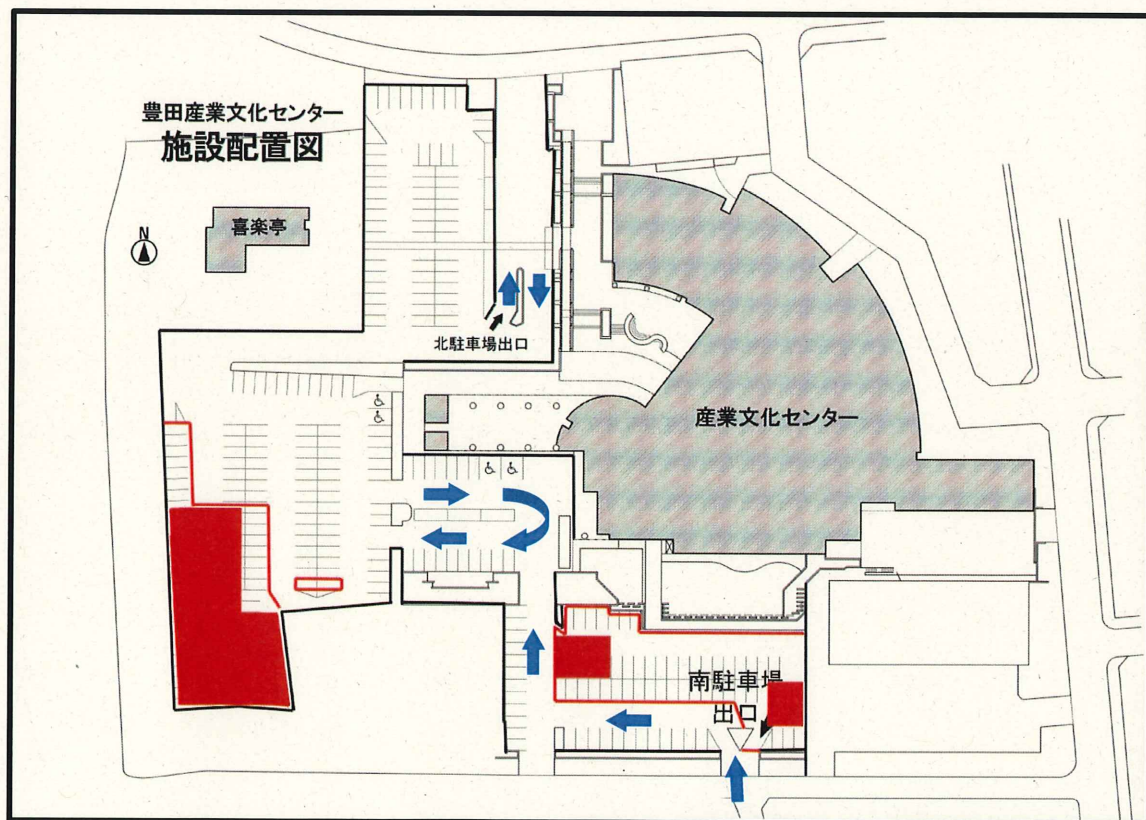 豊田産業文化センター
施設配置図
喜楽亭
N
北駐車場出口
産業文化センター
南駐車場
出口